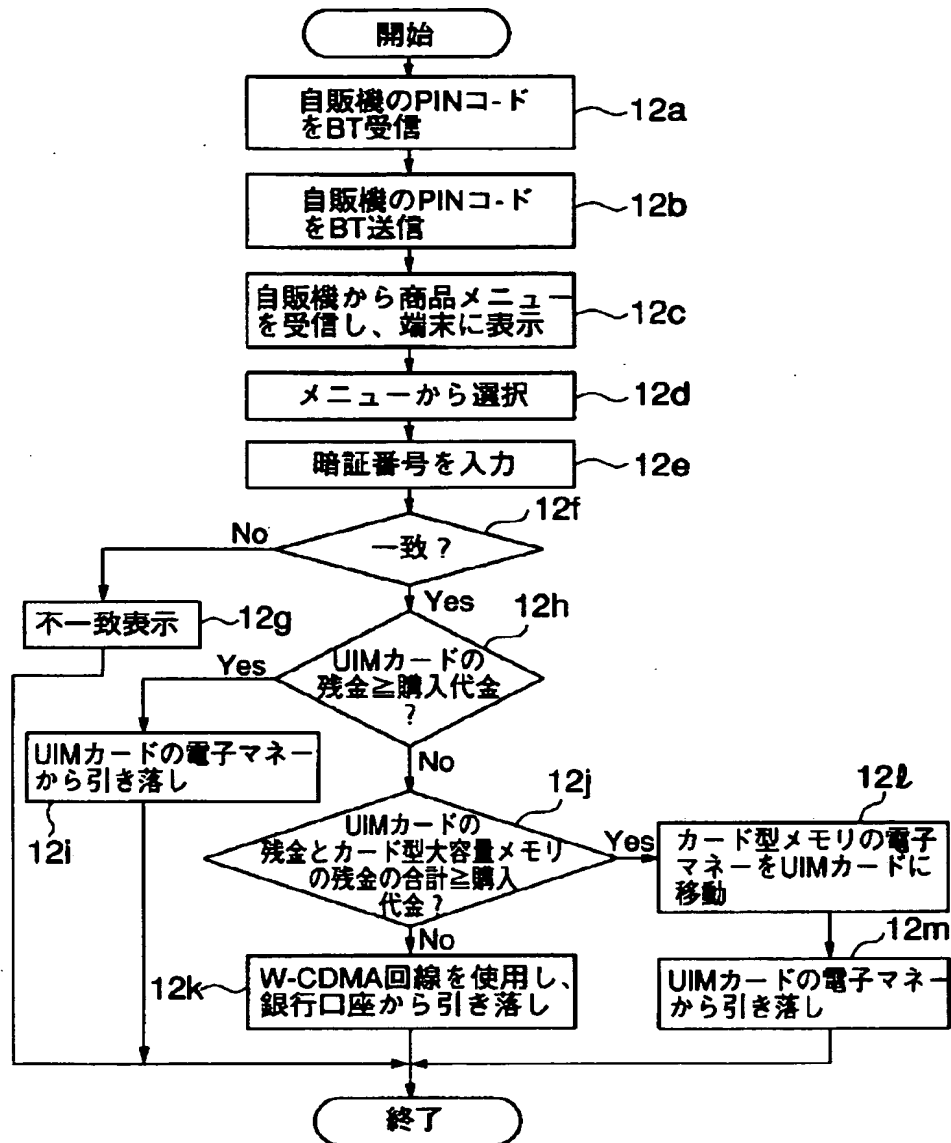 開始
自販機のPINコ-ド
をBT受信
12a
自販機のPINコ-ド
をBT送信
12b
自販機から商品メニュー
を受信し、端末に表示
12c
メニューから選択
12d
暗証番号を入力
12e
12f
一致？
No
Yes
不一致表示
12g
12h
UIMカードの
残金≧購入代金
？
Yes
No
UIMカードの電子マネー
から引き落し
12i
12j
UIMカードの
残金とカード型大容量メモリ
の残金の合計≧購入
代金？
Yes
No
12ℓ
カード型メモリの電子
マネーをUIMカードに
移動
12m
UIMカードの電子マネー
から引き落し
12k
W-CDMA回線を使用し、
銀行口座から引き落し
終了